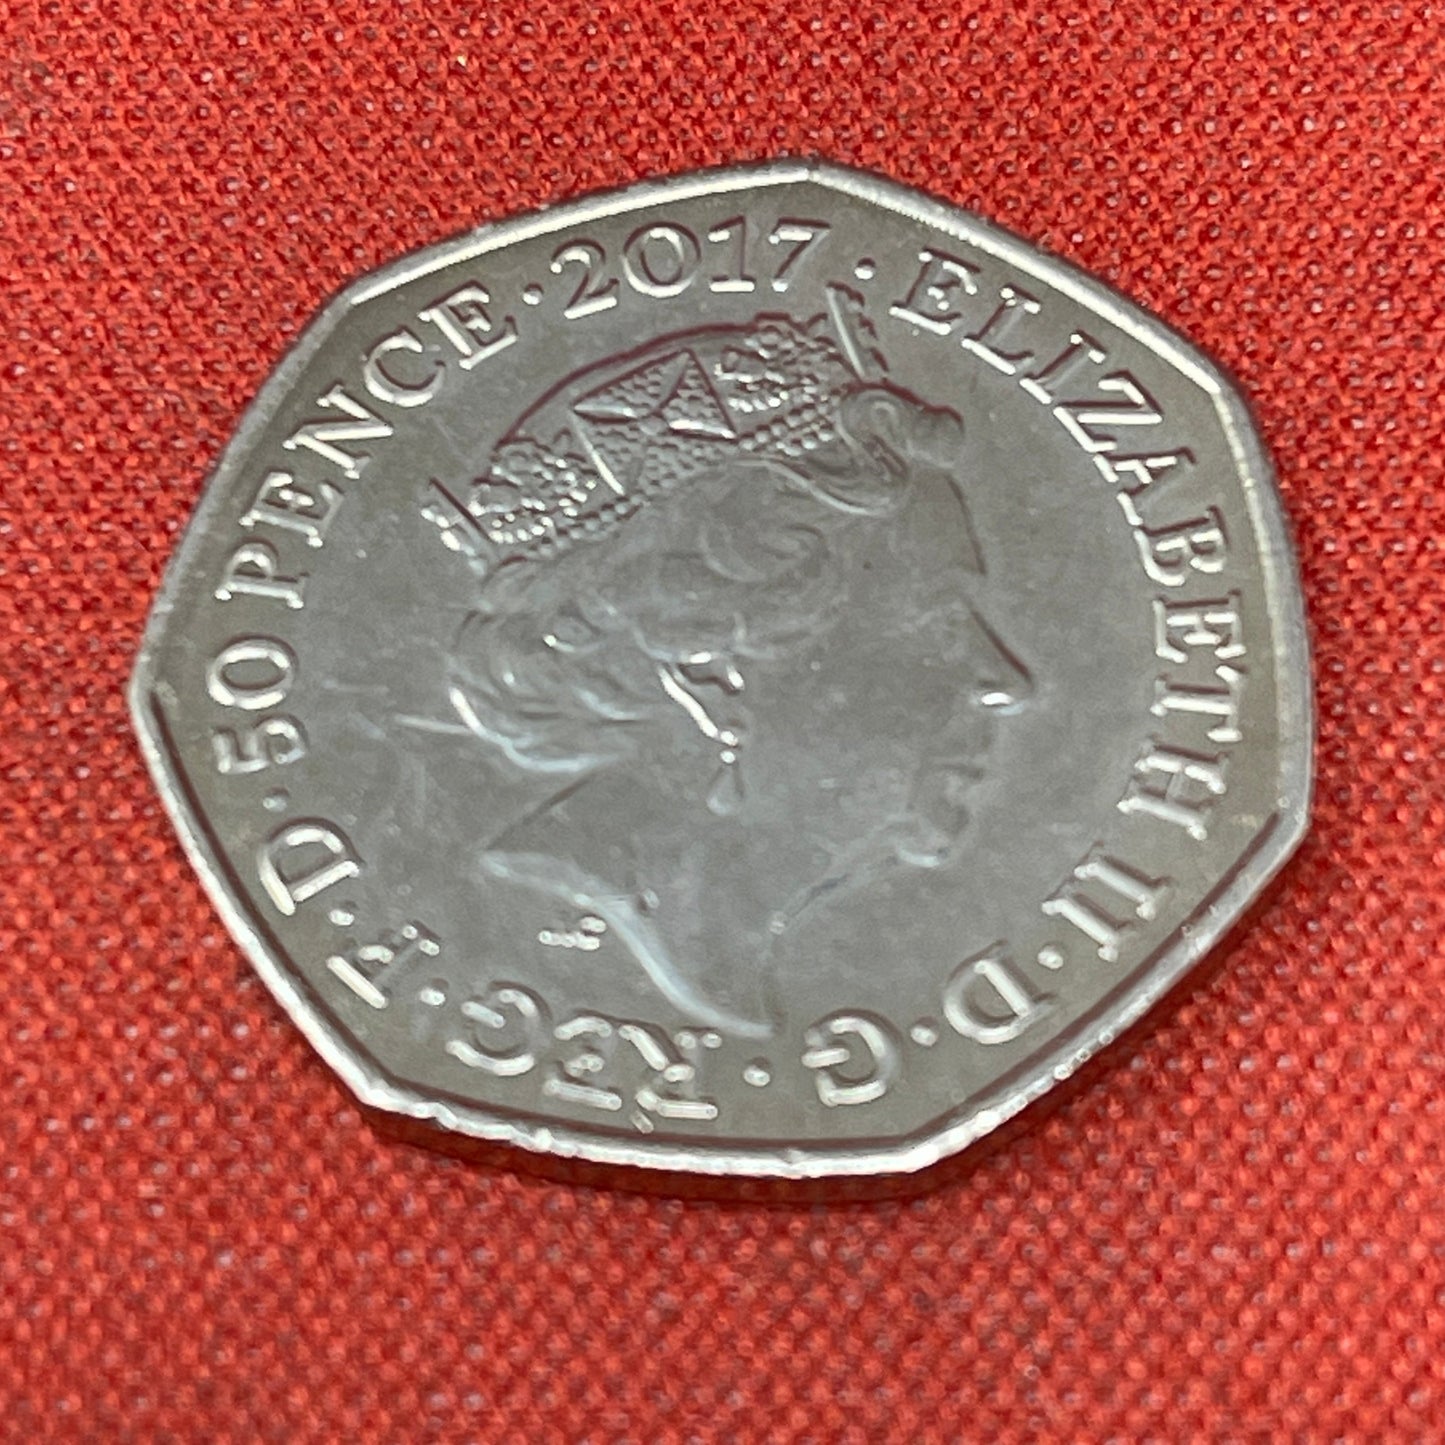 ELIZABETH II · D · G · REG · F · D · 50 PENCE · 2017 ·